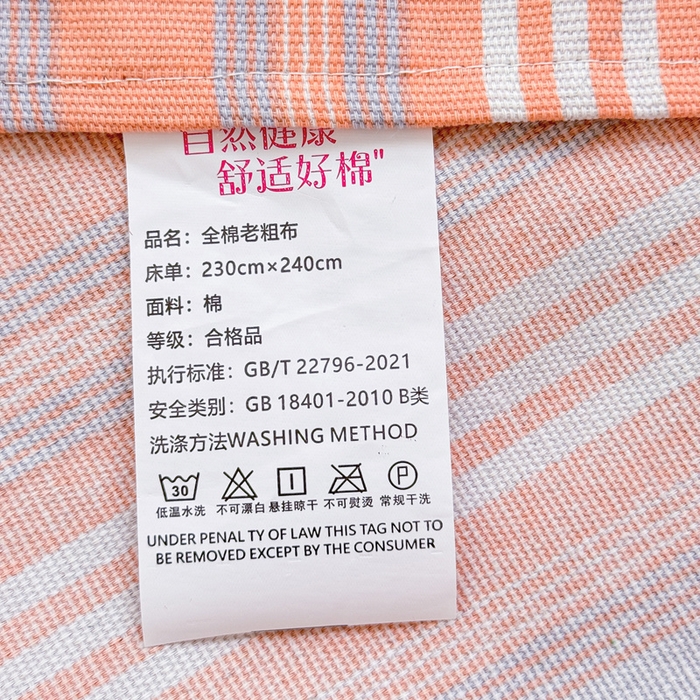 自然健康
舒适好棉"
品名：全棉老粗布
床单：230cm×240cm
面料：棉
等级：合格品
执行标准：GB/T 22796-2021
安全类别：GB 18401-2010 B类
洗涤方法WASHING METHOD
30 P
低温水洗 不可漂白 悬挂晾干 不可熨烫 常规干洗
UNDER PENAL TY OF LAW THIS TAG NOT TO
BE REMOVED EXCEPT BY THE CONSUMER